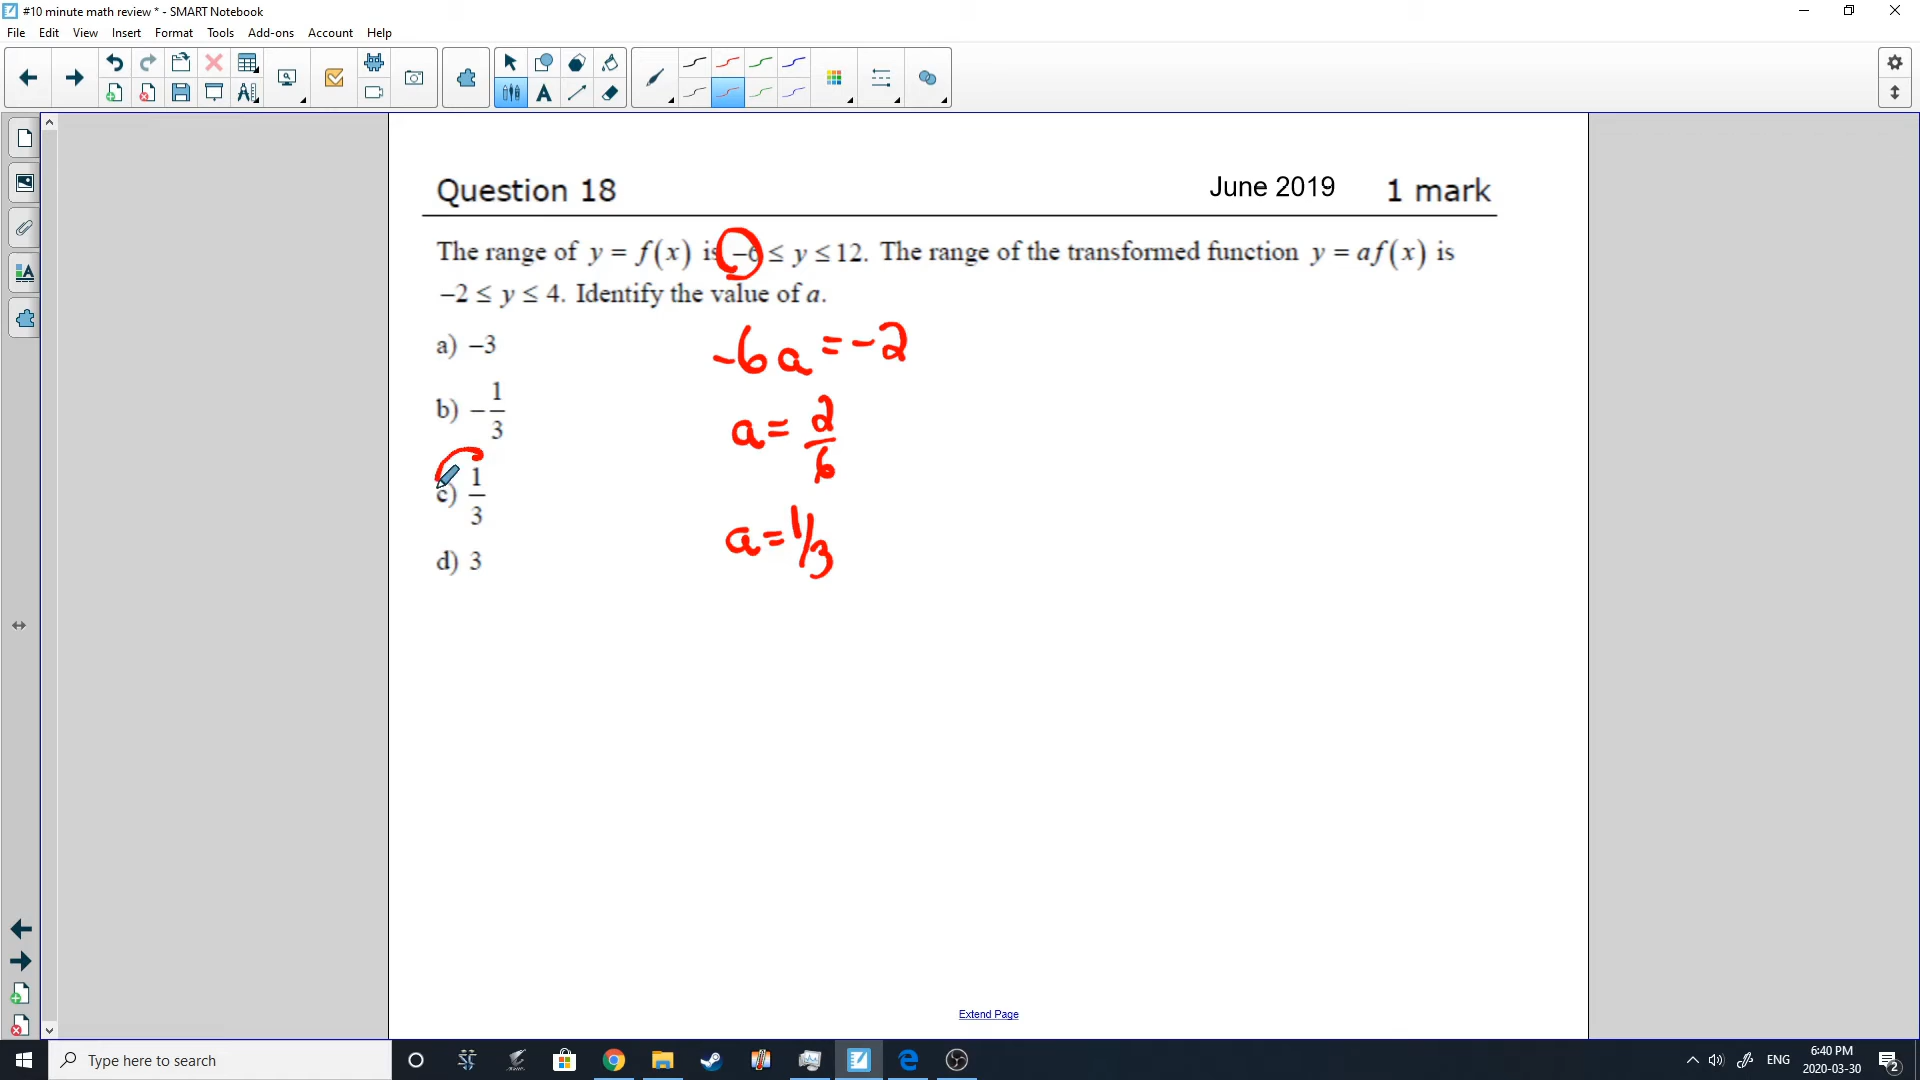 #10 minute math review * - SMART Notebook
File Edit View Insert Format Tools Add-ons Account Help
Question 18 June 2019 1 mark
The range of y = f(x) is −6 ≤ y ≤ 12. The range of the transformed function y = af(x) is
−2 ≤ y ≤ 4. Identify the value of a.
a) −3
-6a = -2
b) −1/3
a = 2/6
c) 1/3
a = 1/3
d) 3
Extend Page
Type here to search
ENG
6:40 PM
2020-03-30
2